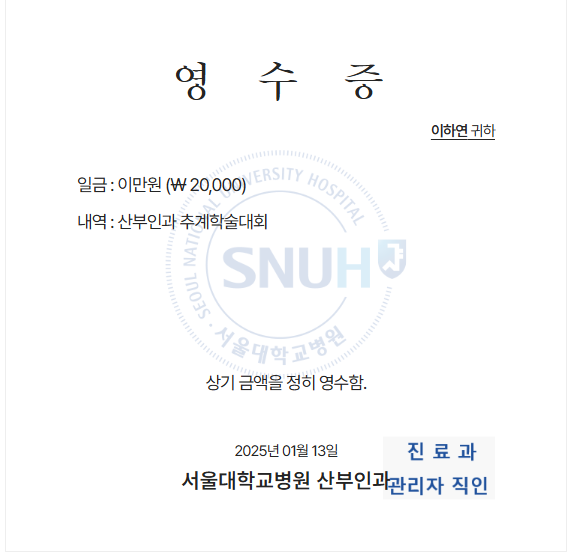 영 수 증
이하연 귀하
일금 : 이만원 (₩ 20,000)
내역 : 산부인과 추계학술대회
SEOUL NATIONAL UNIVERSITY HOSPITAL
SNUH
서울대학교병원
상기 금액을 정히 영수함.
2025년 01월 13일
서울대학교병원 산부인과
진 료 과
관리자 직인